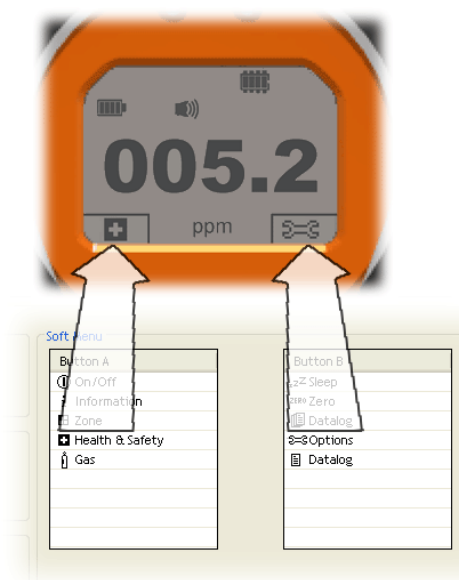 005.2
ppm
Soft Menu
Button A
On/Off
Information
Zone
Health & Safety
Gas
Button B
zzZ Sleep
ZERO Zero
Datalog
Options
Datalog